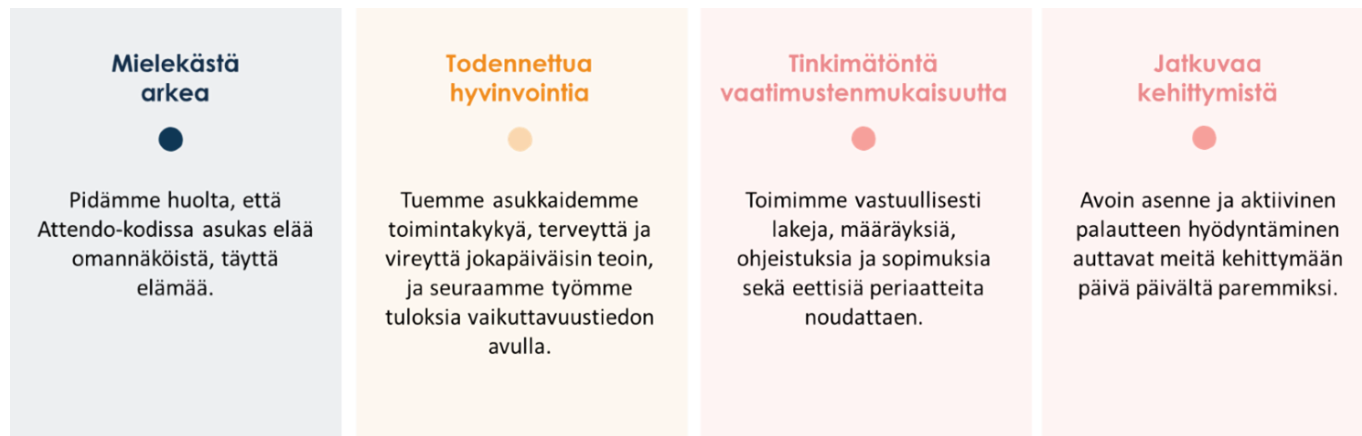 Mielekästä
arkea
Pidämme huolta, että
Attendo-kodissa asukas elää
omannäköistä, täyttä
elämää.
Todennettua
hyvinvointia
Tuemme asukkaidemme
toimintakykyä, terveyttä ja
vireyttä jokapäiväisin teoin,
ja seuraamme työmme
tuloksia vaikuttavuustiedon
avulla.
Tinkimätöntä
vaatimustenmukaisuutta
Toimimme vastuullisesti
lakeja, määräyksiä,
ohjeistuksia ja sopimuksia
sekä eettisiä periaatteita
noudattaen.
Jatkuvaa
kehittymistä
Avoin asenne ja aktiivinen
palautteen hyödyntäminen
auttavat meitä kehittymään
päivä päivältä paremmiksi.